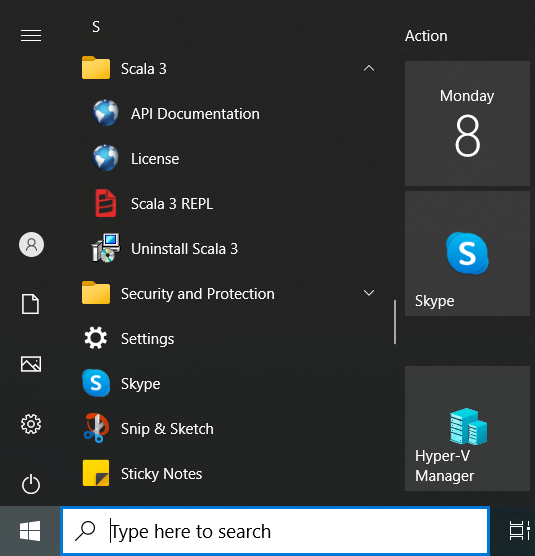 S
Scala 3
API Documentation
License
Scala 3 REPL
Uninstall Scala 3
Security and Protection
Settings
Skype
Snip & Sketch
Sticky Notes
Action
Monday
8
Skype
Hyper-V
Manager
Type here to search